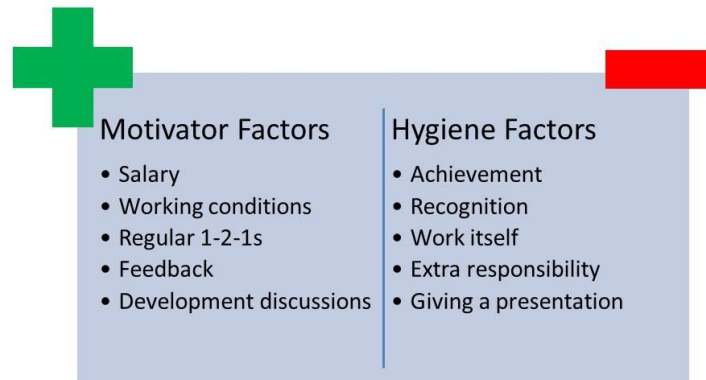 Motivator Factors
• Salary
• Working conditions
• Regular 1-2-1s
• Feedback
• Development discussions
Hygiene Factors
• Achievement
• Recognition
• Work itself
• Extra responsibility
• Giving a presentation